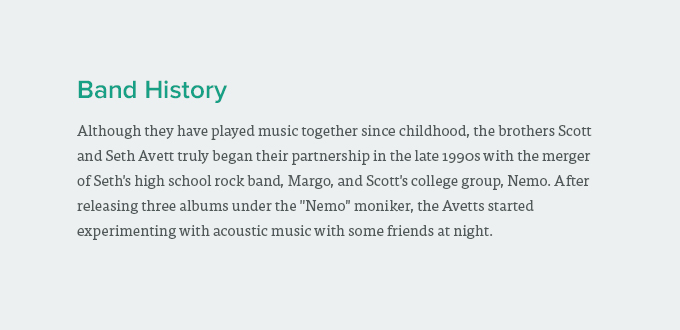 Band History
Although they have played music together since childhood, the brothers Scott
and Seth Avett truly began their partnership in the late 1990s with the merger
of Seth's high school rock band, Margo, and Scott's college group, Nemo. After
releasing three albums under the "Nemo" moniker, the Avetts started
experimenting with acoustic music with some friends at night.